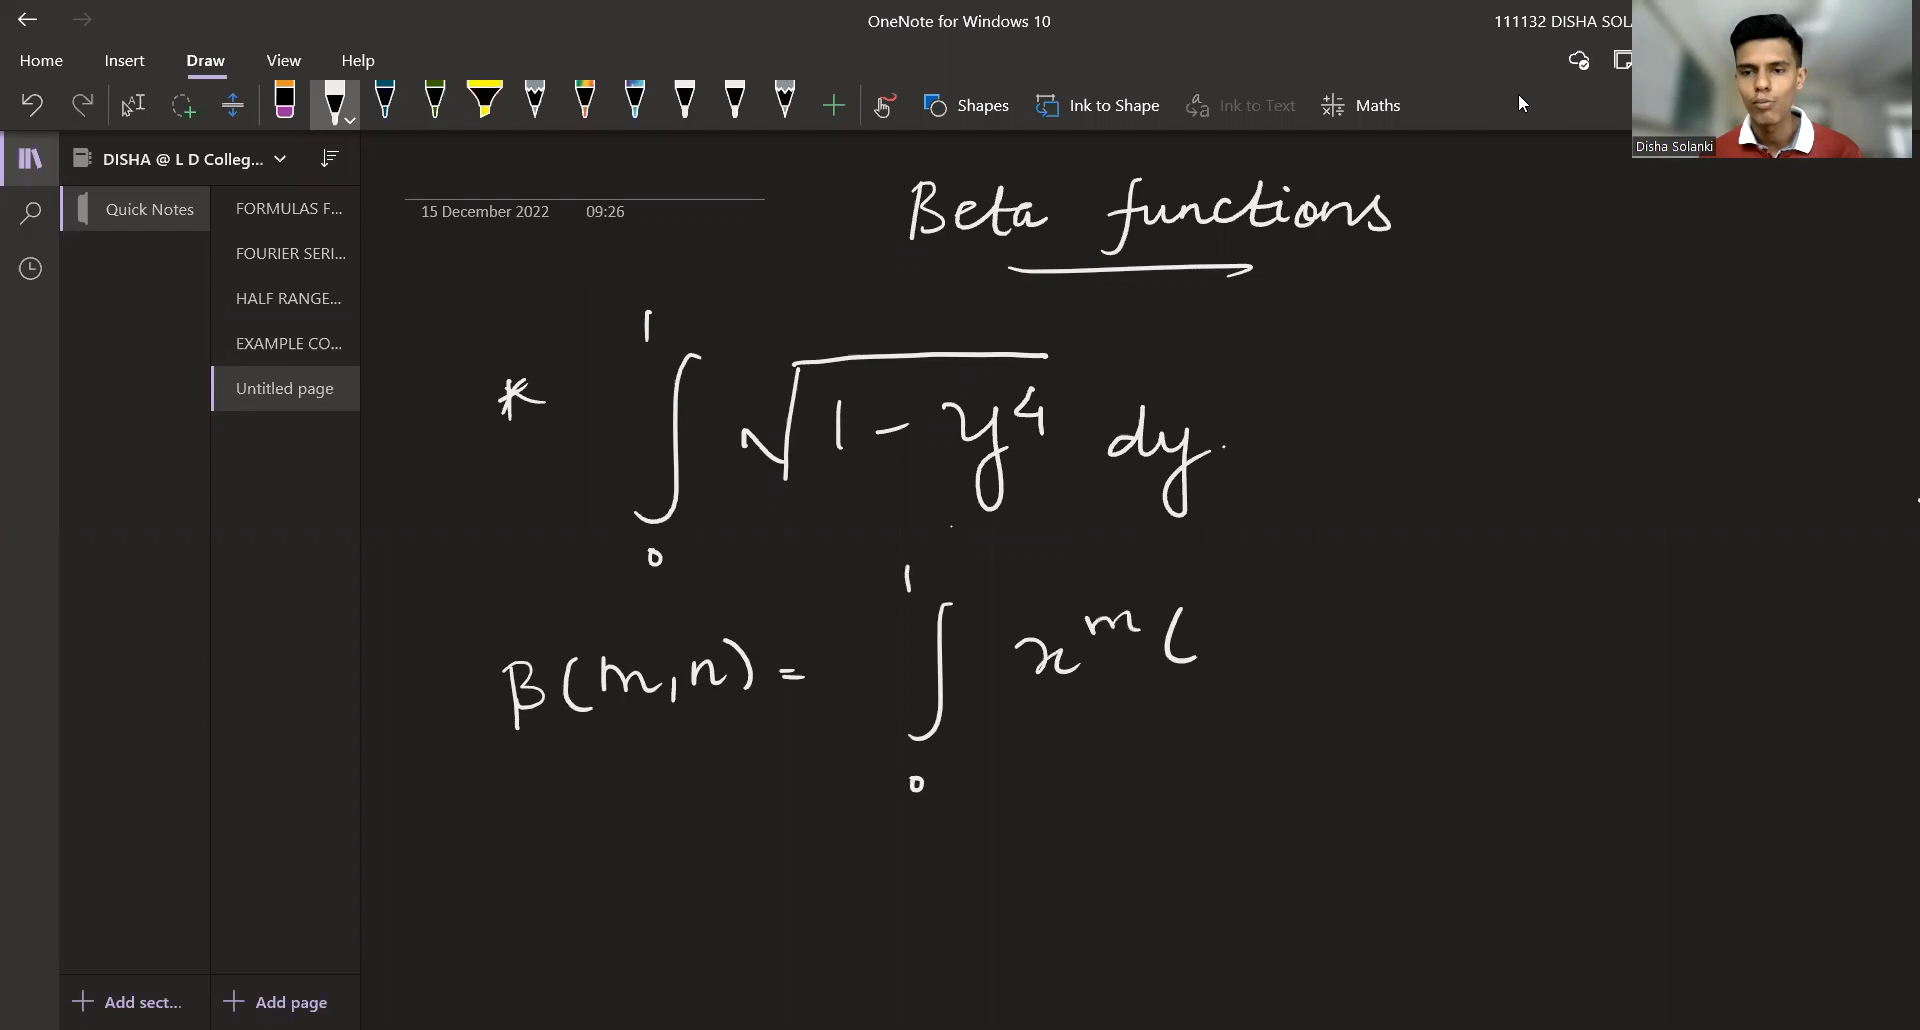 OneNote for Windows 10
111132 DISHA SOLA
Home Insert Draw View Help
Shapes Ink to Shape Ink to Text Maths
Disha Solanki
DISHA @ L D Colleg...
Quick Notes
FORMULAS F...
FOURIER SERI...
HALF RANGE...
EXAMPLE CO...
Untitled page
15 December 2022 09:26
Beta functions
* ∫₀¹ √(1 - y⁴) dy.
β(m,n) = ∫₀¹ xᵐ (
+ Add sect... + Add page